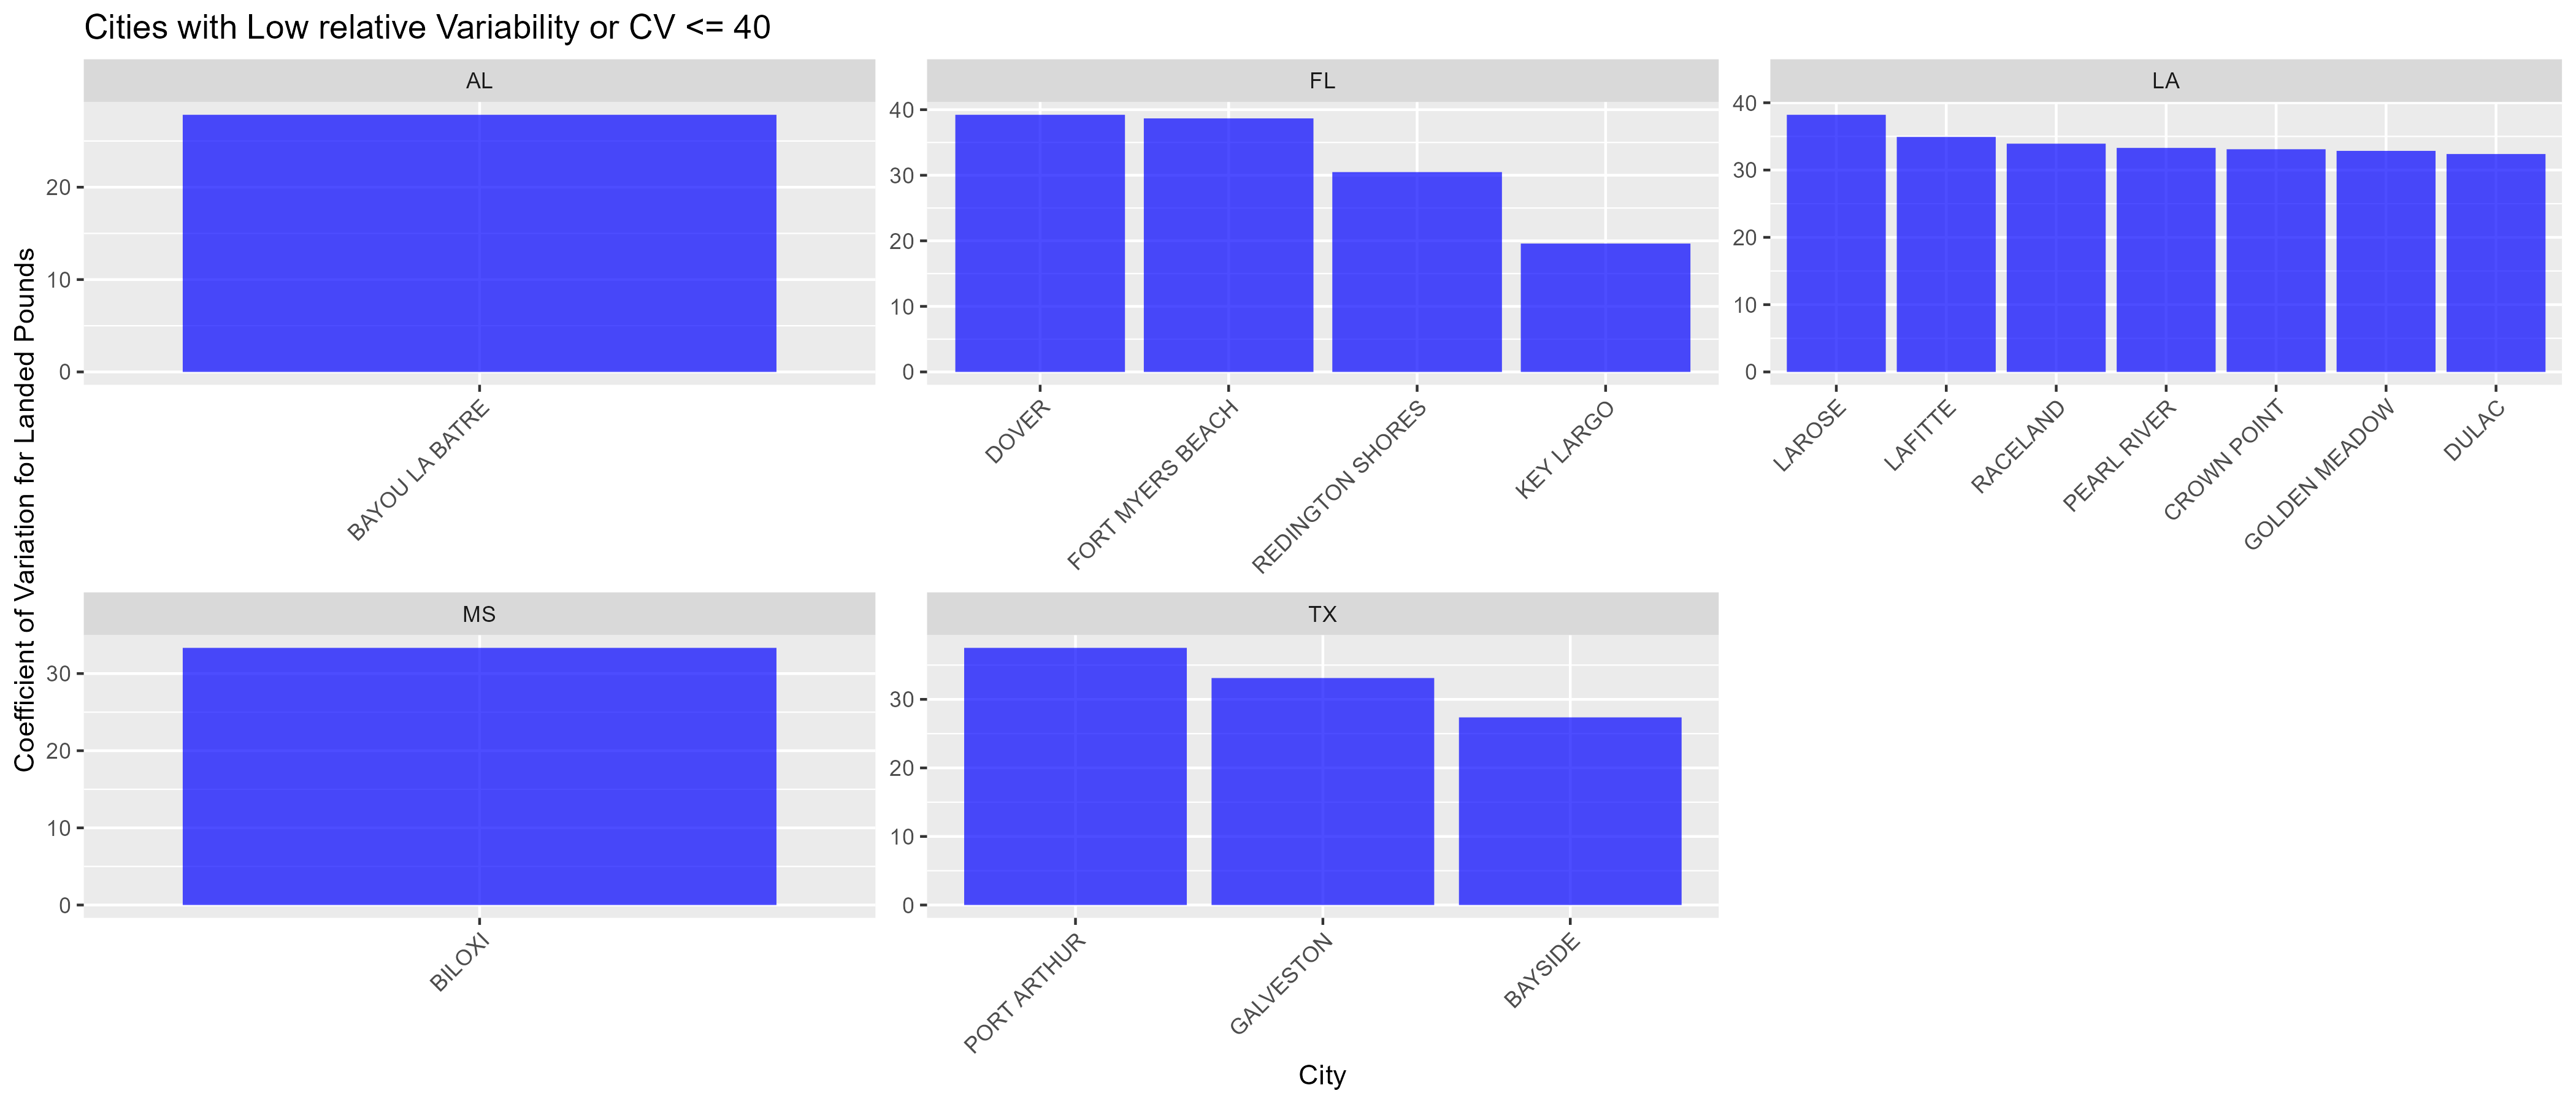 Cities with Low relative Variability or CV <= 40
Coefficient of Variation for Landed Pounds
AL
20
10
0
BAYOU LA BATRE
FL
40
30
20
10
0
DOVER
FORT MYERS BEACH
REDINGTON SHORES
KEY LARGO
LA
40
30
20
10
0
LAROSE
LAFITTE
RACELAND
PEARL RIVER
CROWN POINT
GOLDEN MEADOW
DULAC
MS
30
20
10
0
BILOXI
TX
30
20
10
0
PORT ARTHUR
GALVESTON
BAYSIDE
City